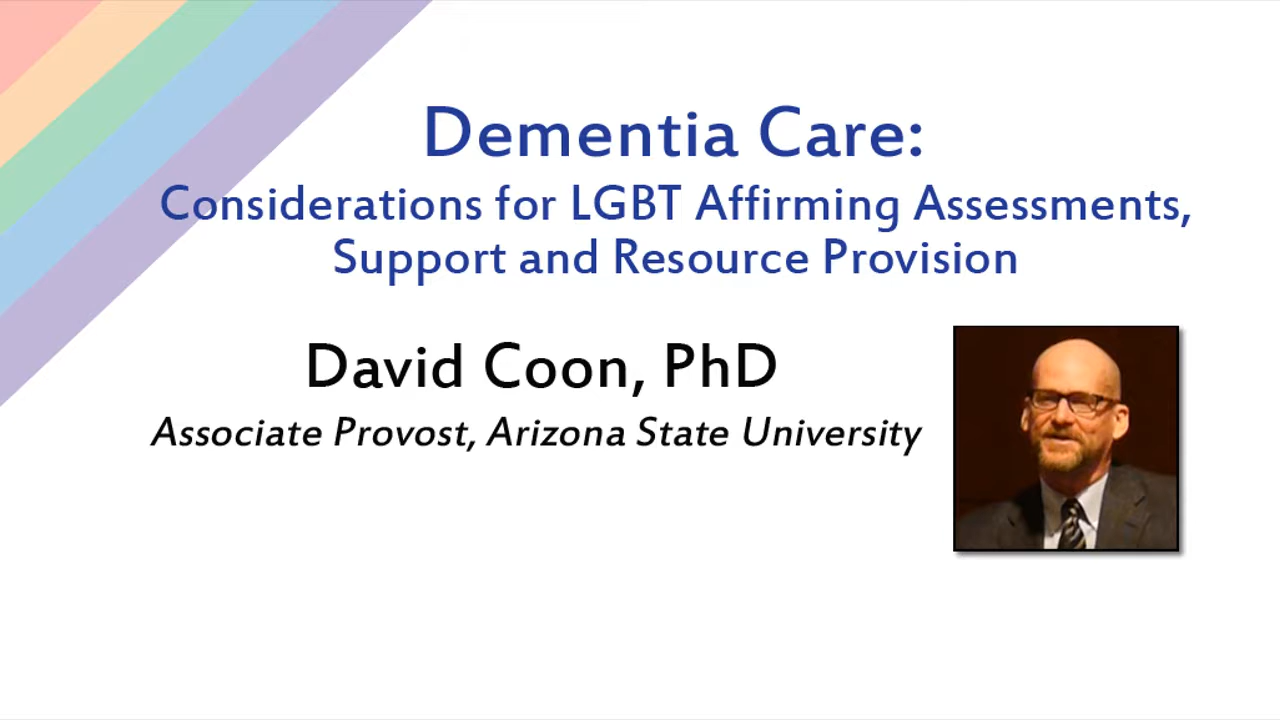 Dementia Care:
Considerations for LGBT Affirming Assessments,
Support and Resource Provision
David Coon, PhD
Associate Provost, Arizona State University